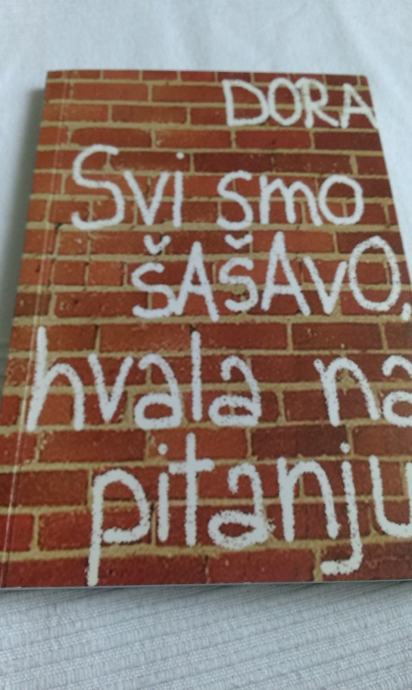 DORA
Svi smo
šAšAvO,
hvala na
pitanju